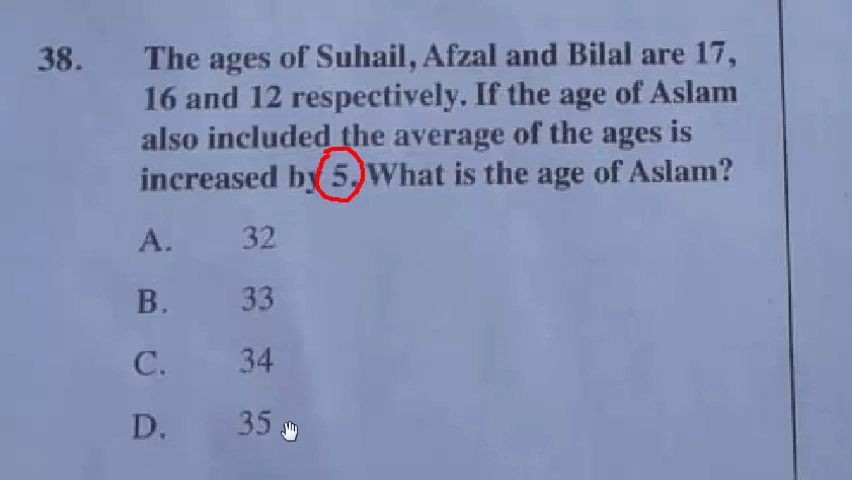 38. The ages of Suhail, Afzal and Bilal are 17,
16 and 12 respectively. If the age of Aslam
also included the average of the ages is
increased by 5. What is the age of Aslam?
A. 32
B. 33
C. 34
D. 35